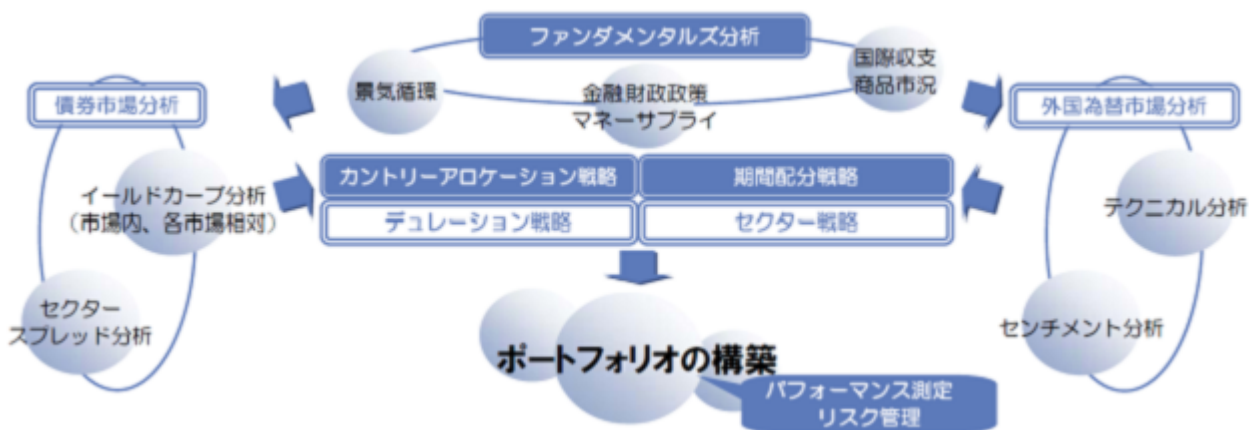 ファンダメンタルズ分析
景気循環
金融財政政策
マネーサプライ
国際収支
商品市況
債券市場分析
イールドカーブ分析
（市場内、各市場相対）
セクター
スプレッド分析
外国為替市場分析
テクニカル分析
センチメント分析
カントリーアロケーション戦略
期間配分戦略
デュレーション戦略
セクター戦略
ポートフォリオの構築
パフォーマンス測定
リスク管理